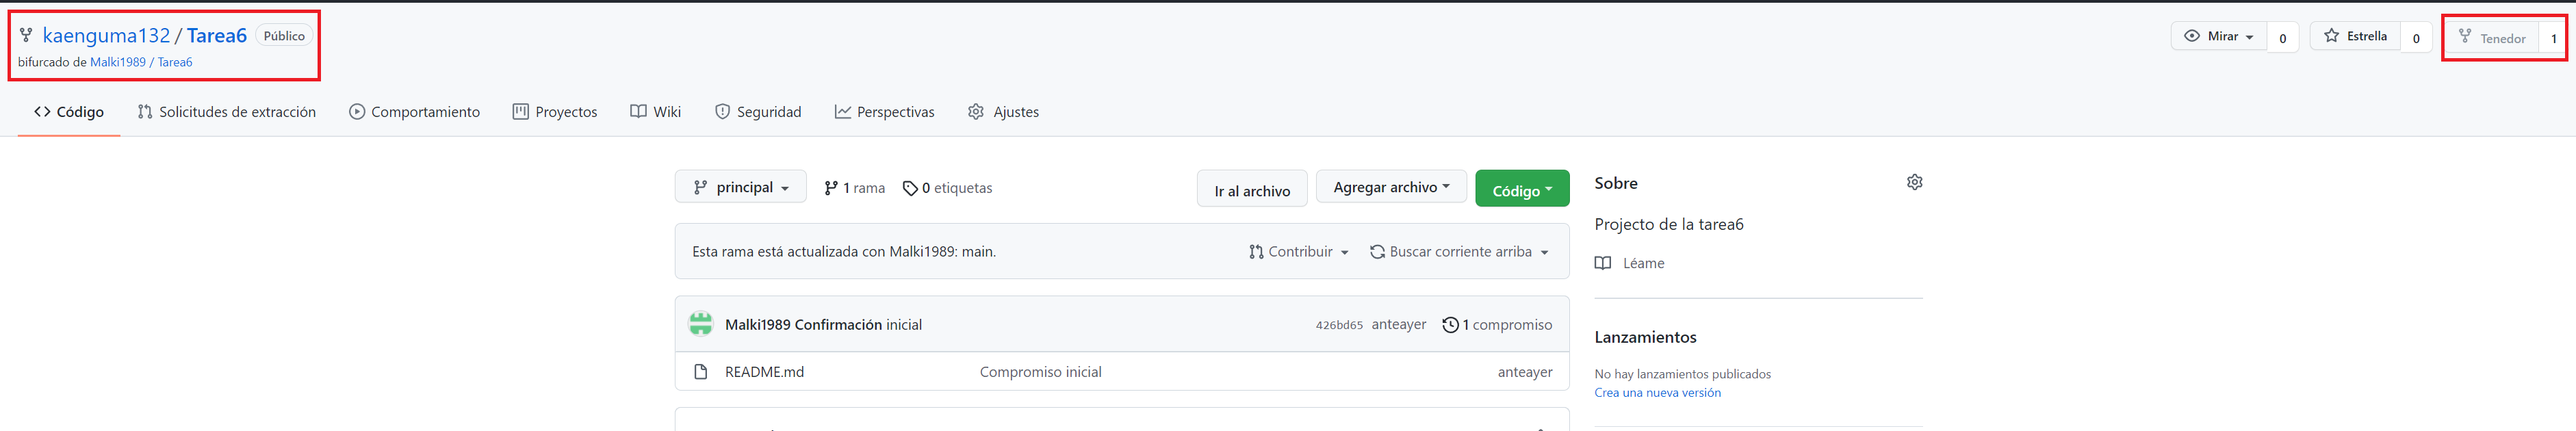 kaenguma132 / Tarea6 Público
bifurcado de Malki1989 / Tarea6
Mirar 0 Estrella 0 Tenedor 1
Código Solicitudes de extracción Comportamiento Proyectos Wiki Seguridad Perspectivas Ajustes
principal 1 rama 0 etiquetas Ir al archivo Agregar archivo Código
Esta rama está actualizada con Malki1989: main. Contribuir Buscar corriente arriba
Malki1989 Confirmación inicial 426bd65 anteayer 1 compromiso
README.md Compromiso inicial anteayer
Sobre
Projecto de la tarea6
Léame
Lanzamientos
No hay lanzamientos publicados
Crea una nueva versión